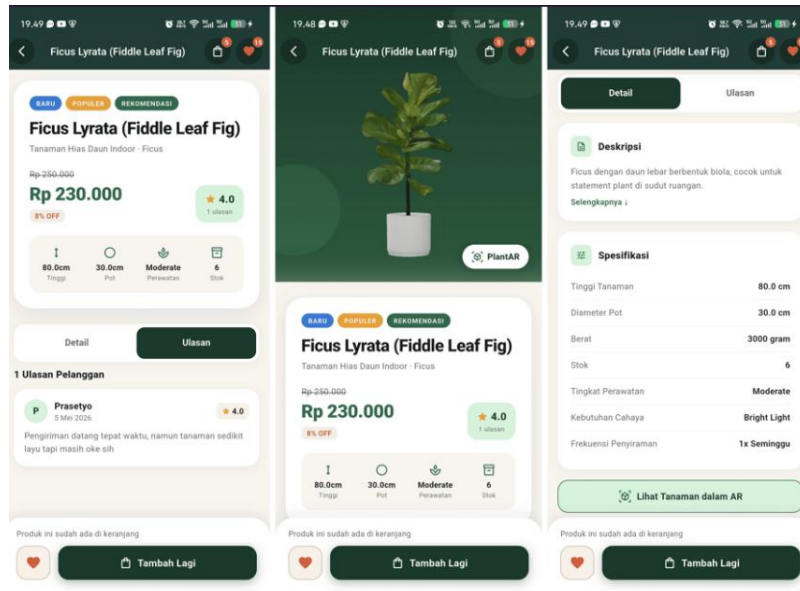 19.49
Ficus Lyrata (Fiddle Leaf Fig)
5
15
BARU
POPULER
REKOMENDASI
Ficus Lyrata (Fiddle Leaf Fig)
Tanaman Hias Daun Indoor · Ficus
Rp 250.000
Rp 230.000
8% OFF
4.0
1 ulasan
80.0cm
Tinggi
30.0cm
Pot
Moderate
Perawatan
6
Stok
Detail
Ulasan
1 Ulasan Pelanggan
P
Prasetyo
5 Mei 2026
4.0
Pengiriman datang tepat waktu, namun tanaman sedikit
layu tapi masih oke sih
Produk ini sudah ada di keranjang
Tambah Lagi
19.48
Ficus Lyrata (Fiddle Leaf Fig)
5
15
PlantAR
BARU
POPULER
REKOMENDASI
Ficus Lyrata (Fiddle Leaf Fig)
Tanaman Hias Daun Indoor · Ficus
Rp 250.000
Rp 230.000
8% OFF
4.0
1 ulasan
80.0cm
Tinggi
30.0cm
Pot
Moderate
Perawatan
6
Stok
Produk ini sudah ada di keranjang
Tambah Lagi
19.49
Ficus Lyrata (Fiddle Leaf Fig)
5
Detail
Ulasan
Deskripsi
Ficus dengan daun lebar berbentuk biola, cocok untuk
statement plant di sudut ruangan.
Selengkapnya ↓
Spesifikasi
Tinggi Tanaman 80.0 cm
Diameter Pot 30.0 cm
Berat 3000 gram
Stok 6
Tingkat Perawatan Moderate
Kebutuhan Cahaya Bright Light
Frekuensi Penyiraman 1x Seminggu
Lihat Tanaman dalam AR
Produk ini sudah ada di keranjang
Tambah Lagi